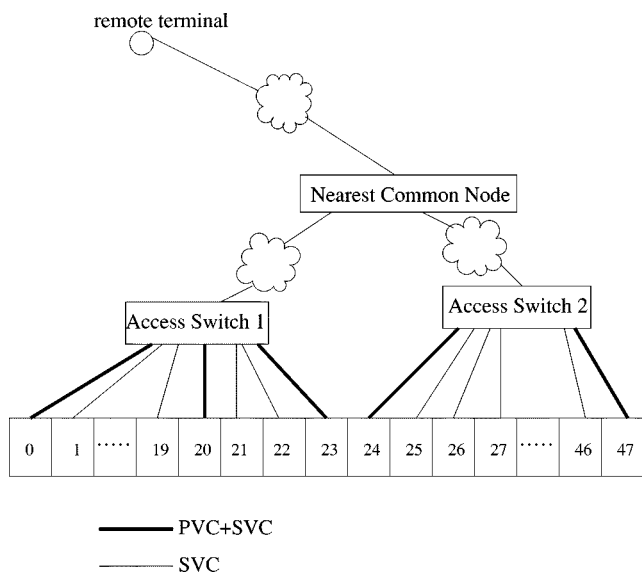 remote terminal
Nearest Common Node
Access Switch 1
Access Switch 2
0 1 ..... 19 20 21 22 23 24 25 26 27 ..... 46 47
PVC+SVC
SVC